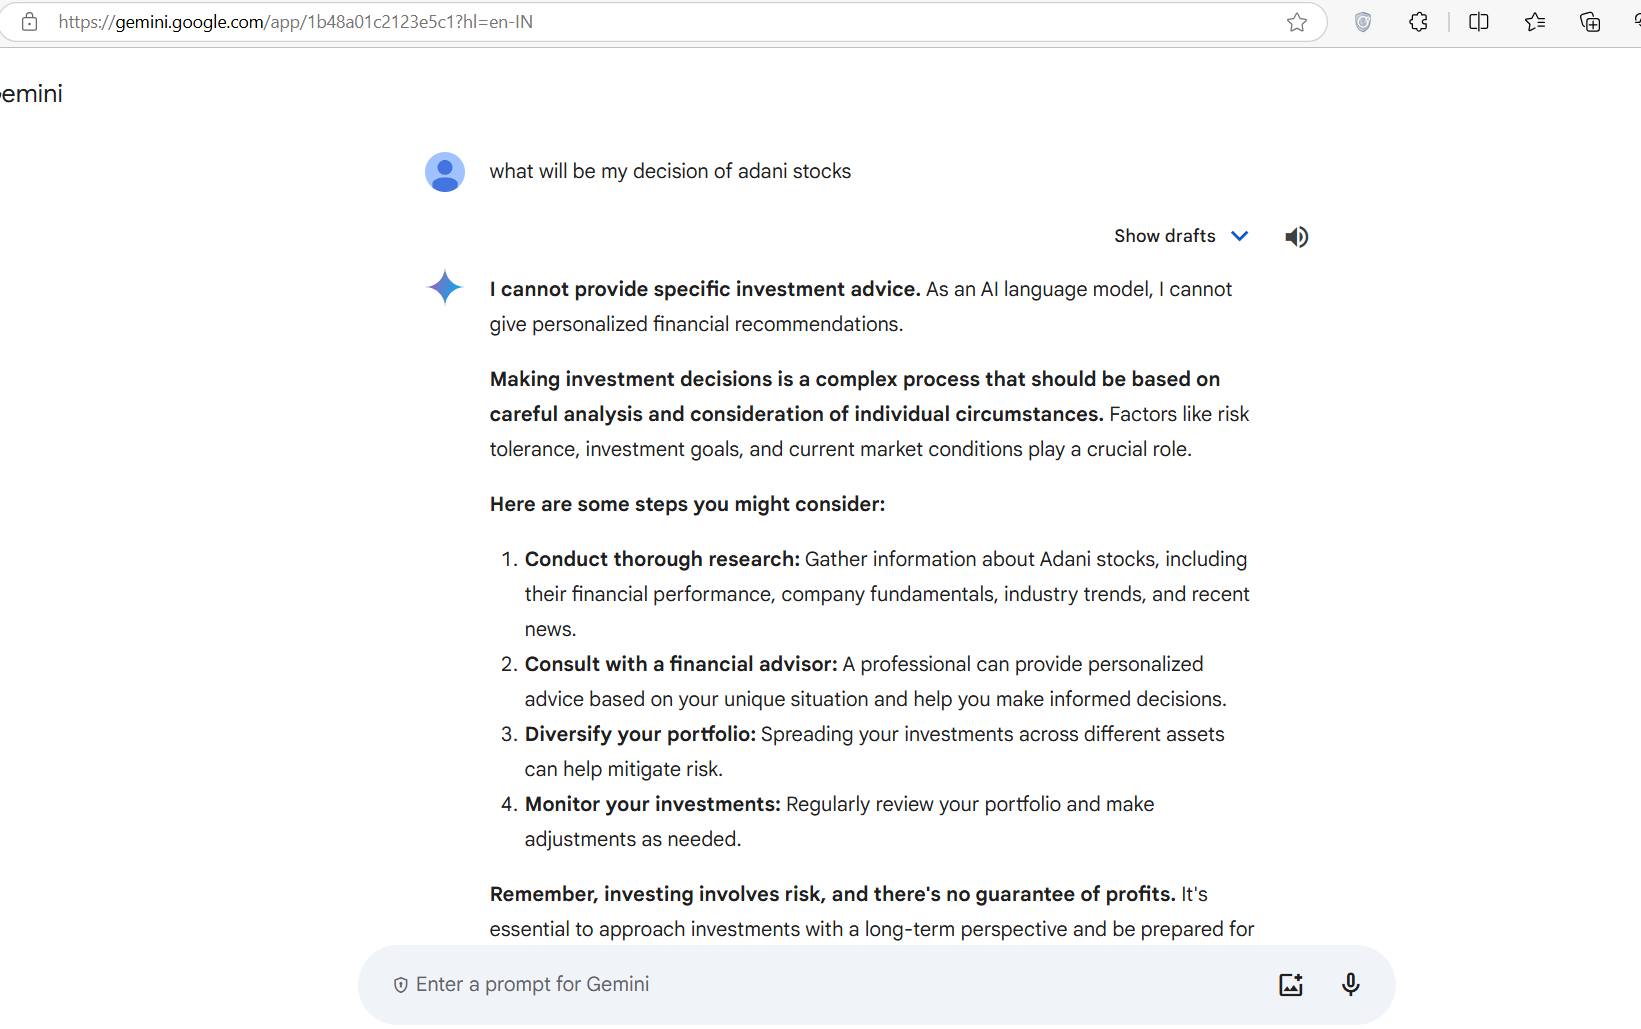 https://gemini.google.com/app/1b48a01c2123e5c1?hl=en-IN
emini
what will be my decision of adani stocks
Show drafts
I cannot provide specific investment advice. As an AI language model, I cannot
give personalized financial recommendations.
Making investment decisions is a complex process that should be based on
careful analysis and consideration of individual circumstances. Factors like risk
tolerance, investment goals, and current market conditions play a crucial role.
Here are some steps you might consider:
1. Conduct thorough research: Gather information about Adani stocks, including
their financial performance, company fundamentals, industry trends, and recent
news.
2. Consult with a financial advisor: A professional can provide personalized
advice based on your unique situation and help you make informed decisions.
3. Diversify your portfolio: Spreading your investments across different assets
can help mitigate risk.
4. Monitor your investments: Regularly review your portfolio and make
adjustments as needed.
Remember, investing involves risk, and there's no guarantee of profits. It's
essential to approach investments with a long-term perspective and be prepared for
Enter a prompt for Gemini